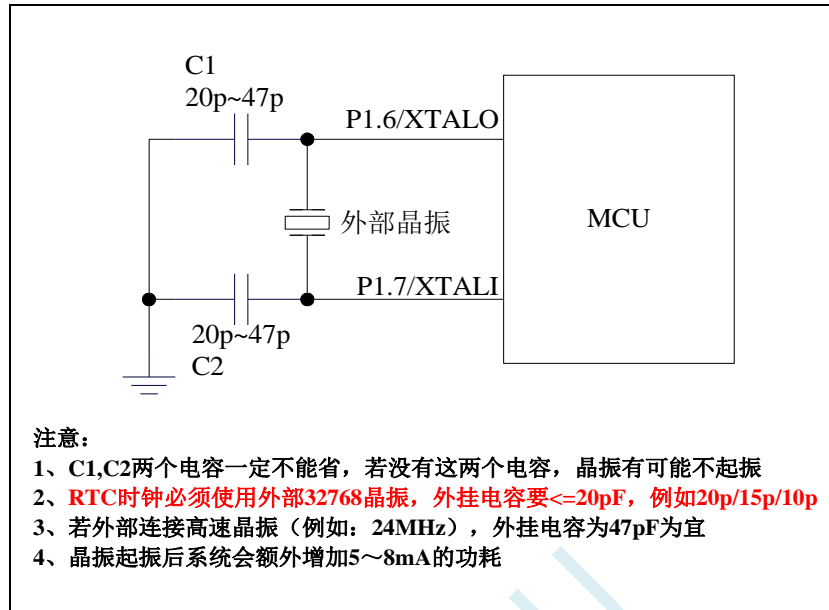 C1
20p~47p
P1.6/XTALO
外部晶振
MCU
P1.7/XTALI
20p~47p
C2
注意：
1、C1,C2两个电容一定不能省，若没有这两个电容，晶振有可能不起振
2、RTC时钟必须使用外部32768晶振，外挂电容要<=20pF，例如20p/15p/10p
3、若外部连接高速晶振（例如：24MHz），外挂电容为47pF为宜
4、晶振起振后系统会额外增加5～8mA的功耗